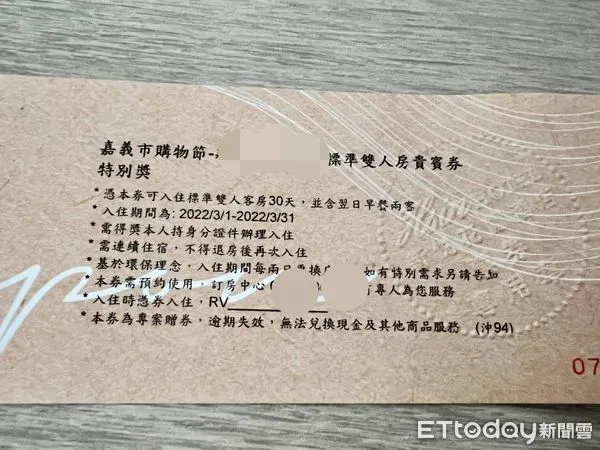 嘉義市購物節-
標準雙人房貴賓券
特別獎
*憑本券可入住標準雙人客房30天，並含翌日早餐兩客
*入住期間為: 2022/3/1-2022/3/31
*需得獎本人持身分證件辦理入住
*需連續住宿，不得退房後再次入住
*基於環保理念，入住期間每兩日更換 如有特別需求另請告知
*本券需預約使用，訂房中心( 專人為您服務
*入住時憑券入住，RV
*本券為專案贈券，逾期失效，無法兌換現金及其他商品服務 (沖94)
07
ETtoday新聞雲